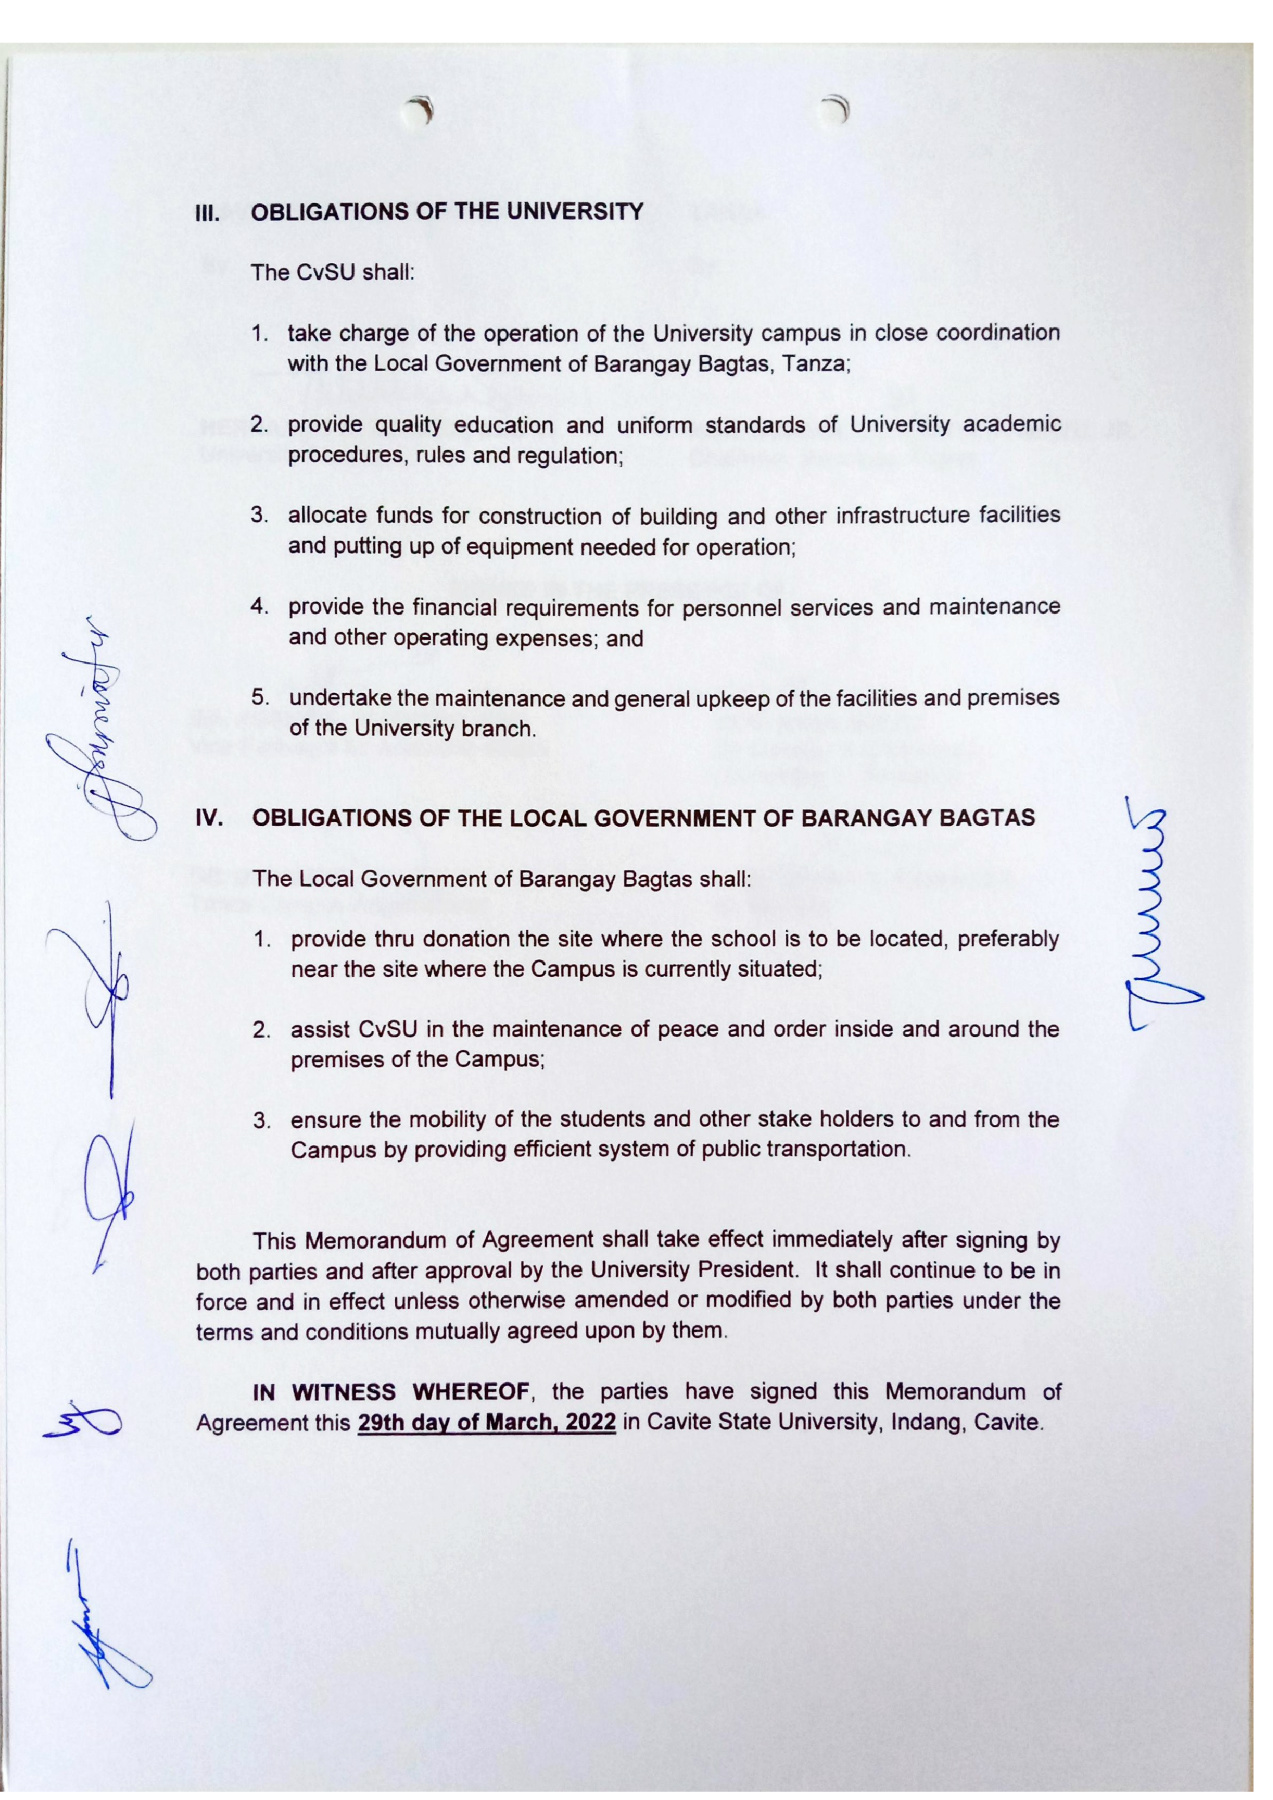 III. OBLIGATIONS OF THE UNIVERSITY
The CvSU shall:
1. take charge of the operation of the University campus in close coordination
with the Local Government of Barangay Bagtas, Tanza;
2. provide quality education and uniform standards of University academic
procedures, rules and regulation;
3. allocate funds for construction of building and other infrastructure facilities
and putting up of equipment needed for operation;
4. provide the financial requirements for personnel services and maintenance
and other operating expenses; and
5. undertake the maintenance and general upkeep of the facilities and premises
of the University branch.
IV. OBLIGATIONS OF THE LOCAL GOVERNMENT OF BARANGAY BAGTAS
The Local Government of Barangay Bagtas shall:
1. provide thru donation the site where the school is to be located, preferably
near the site where the Campus is currently situated;
2. assist CvSU in the maintenance of peace and order inside and around the
premises of the Campus;
3. ensure the mobility of the students and other stake holders to and from the
Campus by providing efficient system of public transportation.
This Memorandum of Agreement shall take effect immediately after signing by
both parties and after approval by the University President. It shall continue to be in
force and in effect unless otherwise amended or modified by both parties under the
terms and conditions mutually agreed upon by them.
IN WITNESS WHEREOF, the parties have signed this Memorandum of
Agreement this 29th day of March, 2022 in Cavite State University, Indang, Cavite.